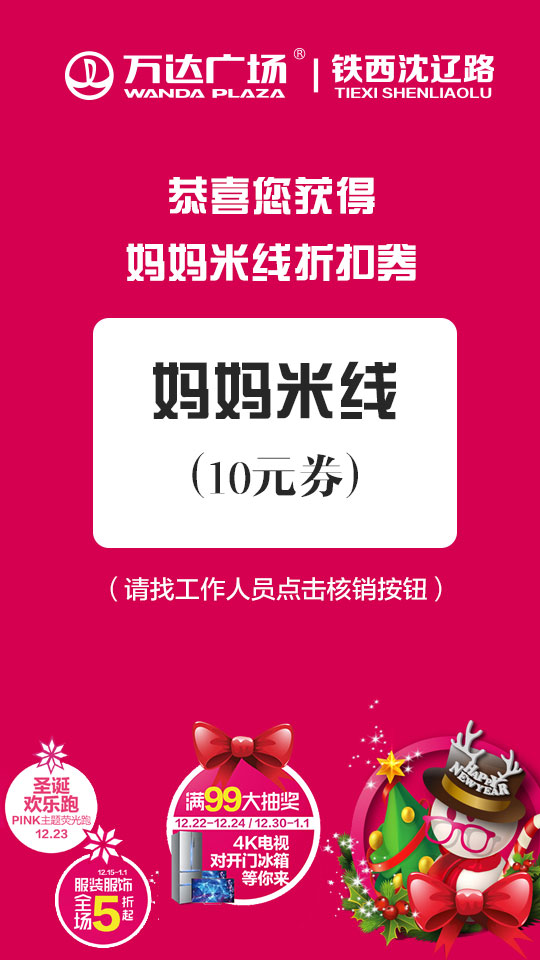 万达广场®
WANDA PLAZA
铁西沈辽路
TIEXI SHENLIAOLU
恭喜您获得
妈妈米线折扣券
妈妈米线
(10元券)
(请找工作人员点击核销按钮)
圣诞
欢乐跑
PINK主题荧光跑
12.23
12.15-1.1
服装服饰
全场5折起
满99大抽奖
12.22-12.24 / 12.30-1.1
4K电视
对开门冰箱
等你来
HAPPY
NEW YEAR